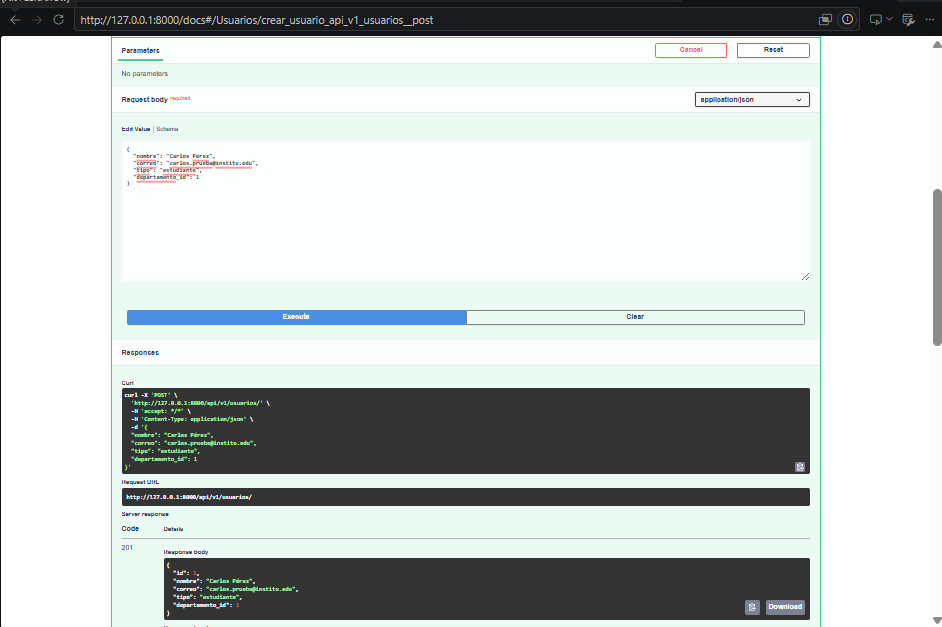 http://127.0.0.1:8000/docs#/Usuarios/crear_usuario_api_v1_usuarios__post
Parameters
Cancel
Reset
No parameters
Request body required
application/json
Edit Value | Schema
{
"nombre": "Carlos Pérez",
"correo": "carlos.prueba@institu.edu",
"tipo": "estudiante",
"departamento_id": 1
}
Execute
Clear
Responses
Curl
curl -X 'POST' \
'http://127.0.0.1:8000/api/v1/usuarios/' \
-H 'accept: */*' \
-H 'Content-Type: application/json' \
-d '{
"nombre": "Carlos Pérez",
"correo": "carlos.prueba@institu.edu",
"tipo": "estudiante",
"departamento_id": 1
}'
Request URL
http://127.0.0.1:8000/api/v1/usuarios/
Server response
Code
Details
201
Response body
{
"id": 1,
"nombre": "Carlos Pérez",
"correo": "carlos.prueba@institu.edu",
"tipo": "estudiante",
"departamento_id": 1
}
Download